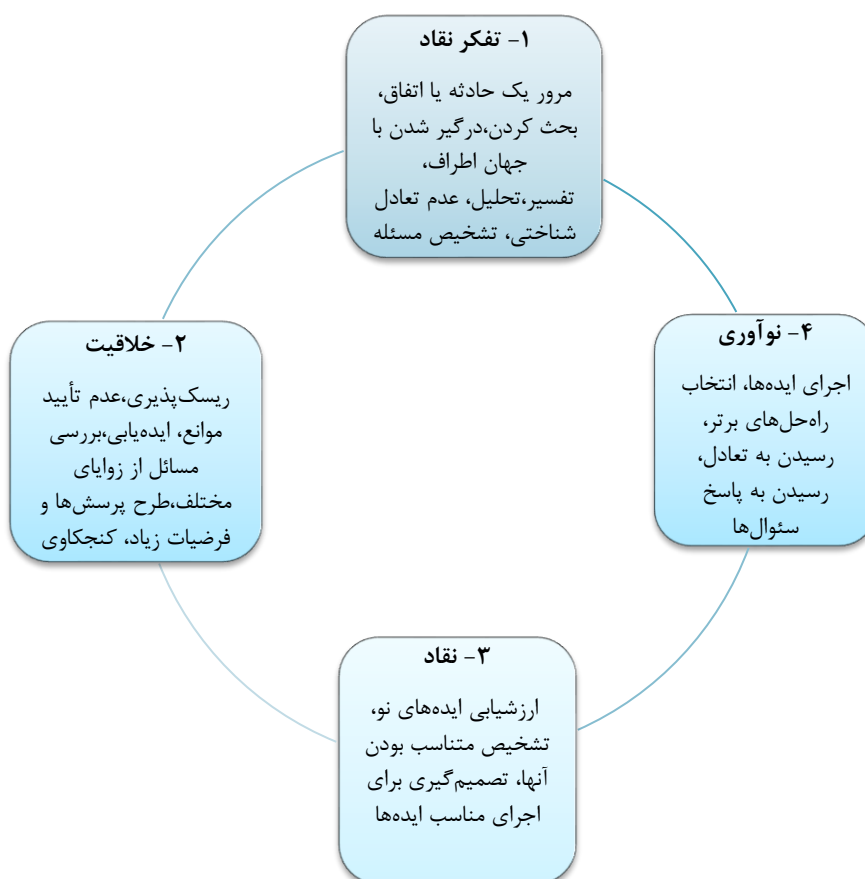 ۱- تفکر نقاد
مرور یک حادثه یا اتفاق،
بحث کردن،درگیر شدن با
جهان اطراف،
تفسیر،تحلیل، عدم تعادل
شناختی، تشخیص مسئله
۲- خلاقیت
ریسک‌پذیری،عدم تأیید
موانع، ایده‌یابی،بررسی
مسائل از زوایای
مختلف،طرح پرسش‌ها و
فرضیات زیاد، کنجکاوی
۳- نقاد
ارزشیابی ایده‌های نو،
تشخیص متناسب بودن
آنها، تصمیم‌گیری برای
اجرای مناسب ایده‌ها
۴- نوآوری
اجرای ایده‌ها، انتخاب
راه‌حل‌های برتر،
رسیدن به تعادل،
رسیدن به پاسخ
سئوال‌ها